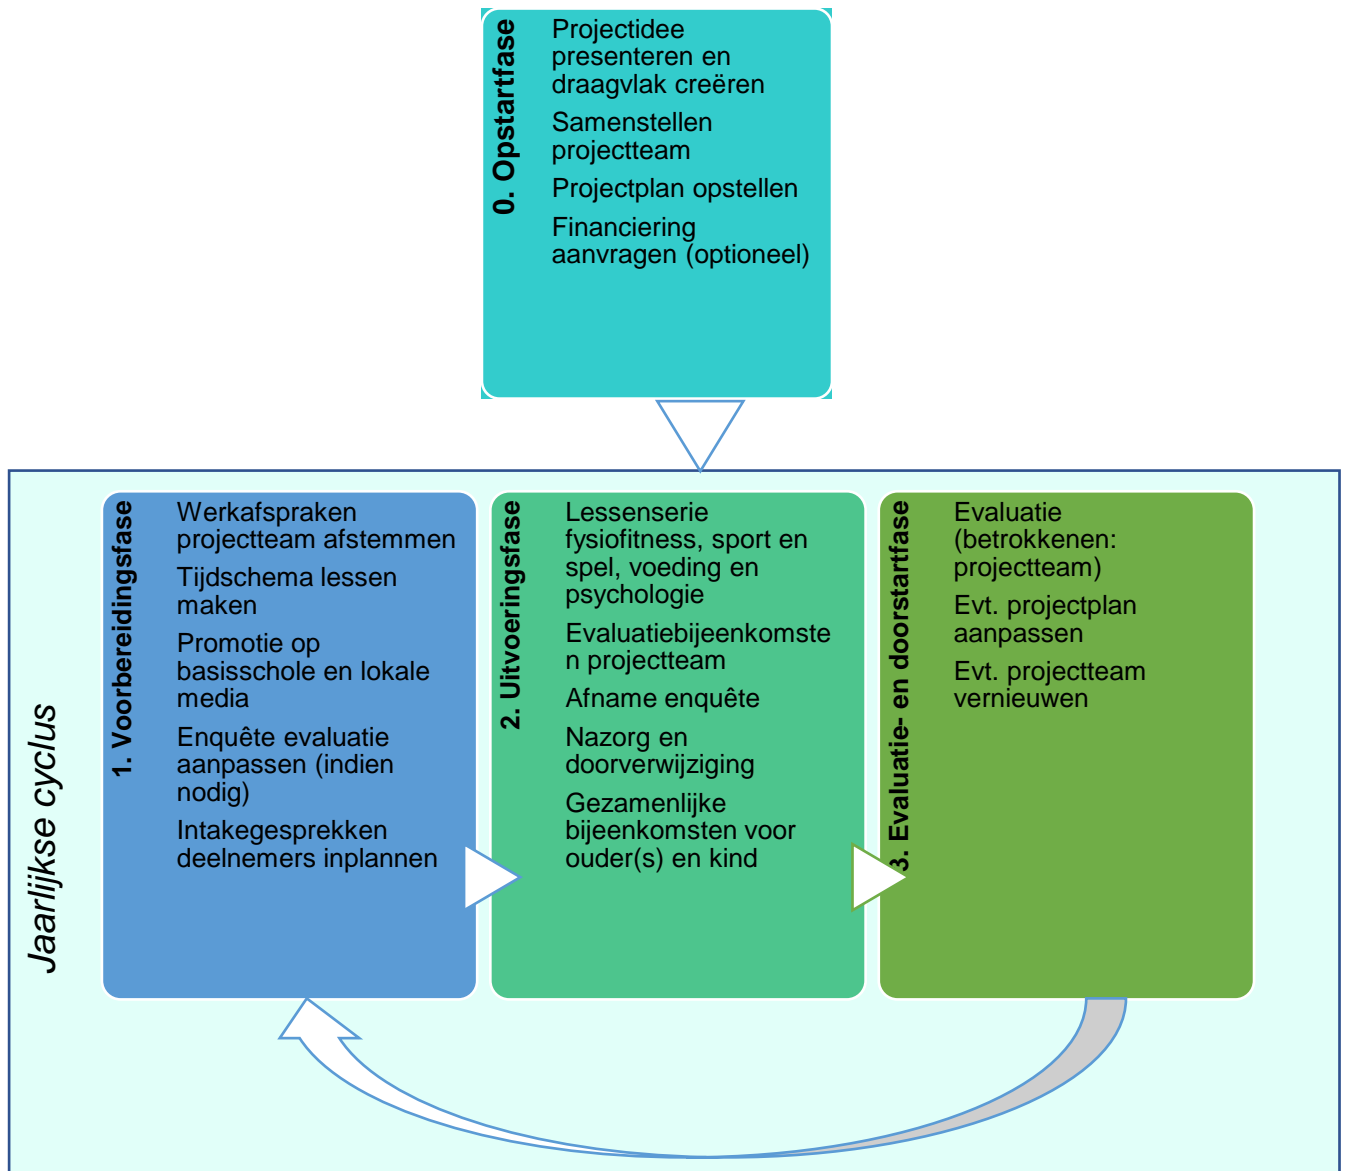 0. Opstartfase
Projectidee
presenteren en
draagvlak creëren
Samenstellen
projectteam
Projectplan opstellen
Financiering
aanvragen (optioneel)
Jaarlijkse cyclus
1. Voorbereidingsfase
Werkafspraken
projectteam afstemmen
Tijdschema lessen
maken
Promotie op
basisschole en lokale
media
Enquête evaluatie
aanpassen (indien
nodig)
Intakegesprekken
deelnemers inplannen
2. Uitvoeringsfase
Lessenserie
fysiofitness, sport en
spel, voeding en
psychologie
Evaluatiebijeenkomste
n projectteam
Afname enquête
Nazorg en
doorverwijziging
Gezamenlijke
bijeenkomsten voor
ouder(s) en kind
3. Evaluatie- en doorstartfase
Evaluatie
(betrokkenen:
projectteam)
Evt. projectplan
aanpassen
Evt. projectteam
vernieuwen